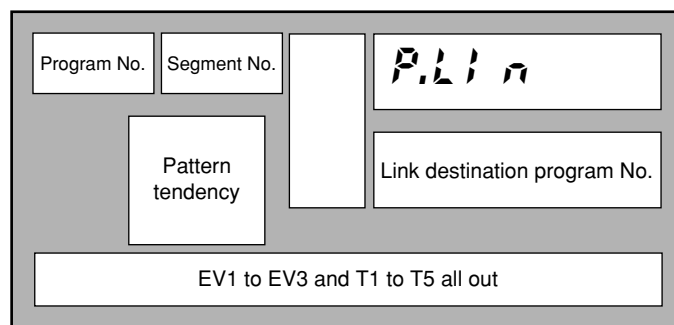 Program No. Segment No. P.LI n
Pattern
tendency
Link destination program No.
EV1 to EV3 and T1 to T5 all out